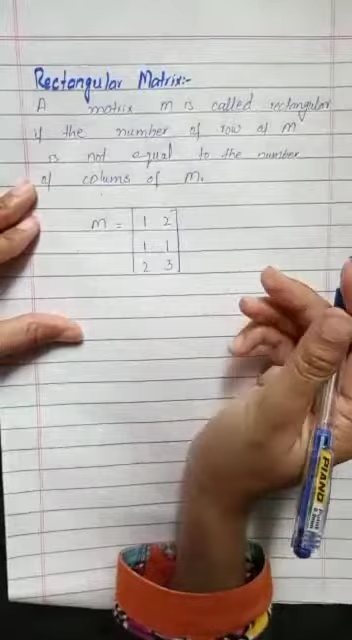 Rectangular Matrix:-
A matrix m is called rectangular
if the number of row of M
is not equal to the number
of colums of M.
M = 1 2
1 1
2 3
PIANO